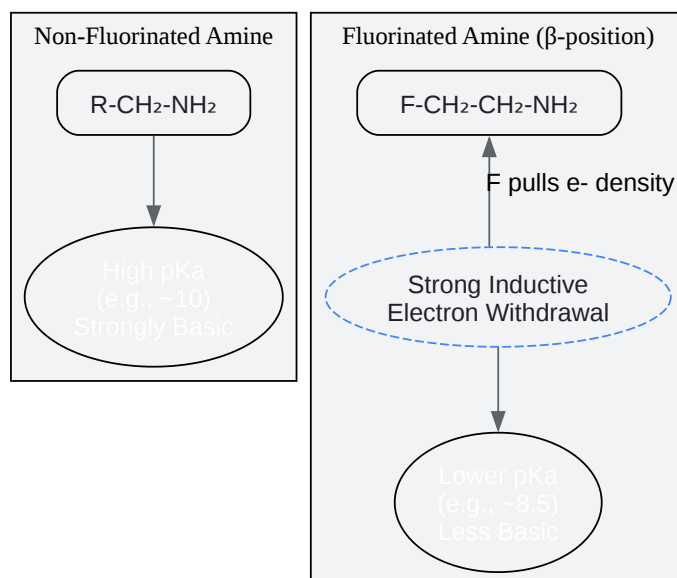 Non-Fluorinated Amine
R-CH₂-NH₂
High pKa
(e.g., ~10)
Strongly Basic
Fluorinated Amine (β-position)
F-CH₂-CH₂-NH₂
F pulls e- density
Strong Inductive
Electron Withdrawal
Lower pKa
(e.g., ~8.5)
Less Basic